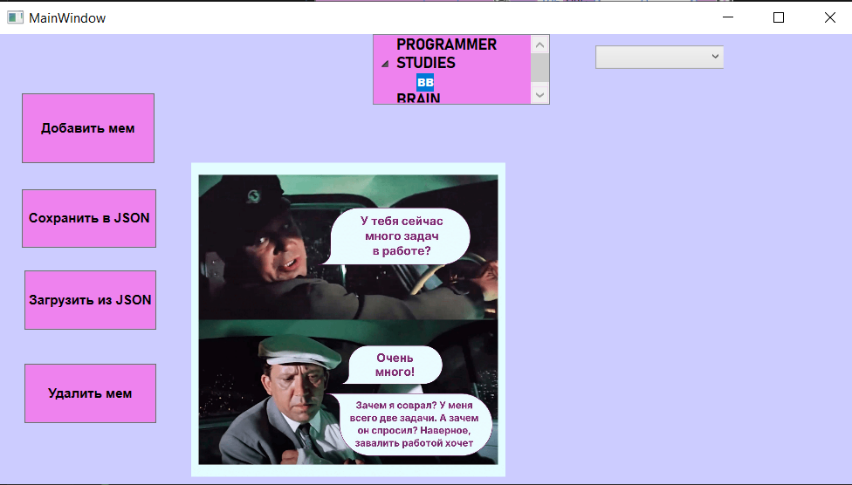 MainWindow
PROGRAMMER
STUDIES
BB
BRAIN
Добавить мем
Сохранить в JSON
Загрузить из JSON
Удалить мем
У тебя сейчас
много задач
в работе?
Очень
много!
Зачем я соврал? У меня
всего две задачи. А зачем
он спросил? Наверное,
завалить работой хочет